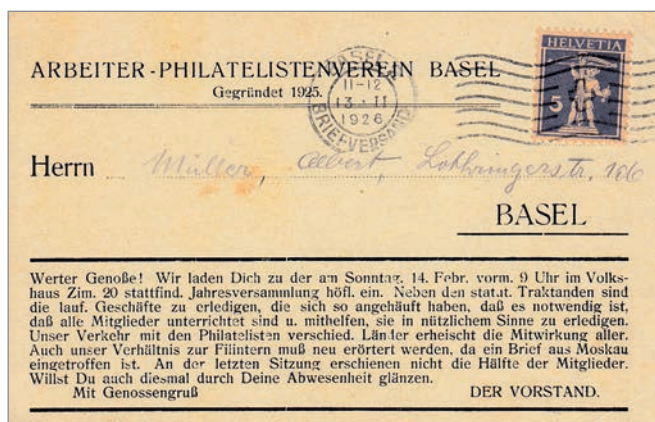 ARBEITER-PHILATELISTENVEREIN BASEL
Gegründet 1925.
BASEL
11-12
13·II
1926
BRIEFVERSAND
HELVETIA
5
Herrn Müller, Albert, Lothringerstr. 106
BASEL
Werter Genoße! Wir laden Dich zu der am Sonntag, 14. Febr. vorm. 9 Uhr im Volks-
haus Zim. 20 stattfind. Jahresversammlung höfl. ein. Neben den statut. Traktanden sind
die lauf. Geschäfte zu erledigen, die sich so angehäuft haben, daß es notwendig ist,
daß alle Mitglieder unterrichtet sind u. mithelfen, sie in nützlichem Sinne zu erledigen.
Unser Verkehr mit den Philatelisten verschied. Länder erheischt die Mitwirkung aller.
Auch unser Verhältnis zur Filintern muß neu erörtert werden, da ein Brief aus Moskau
eingetroffen ist. An der letzten Sitzung erschienen nicht die Hälfte der Mitglieder.
Willst Du auch diesmal durch Deine Abwesenheit glänzen.
Mit Genossengruß DER VORSTAND.